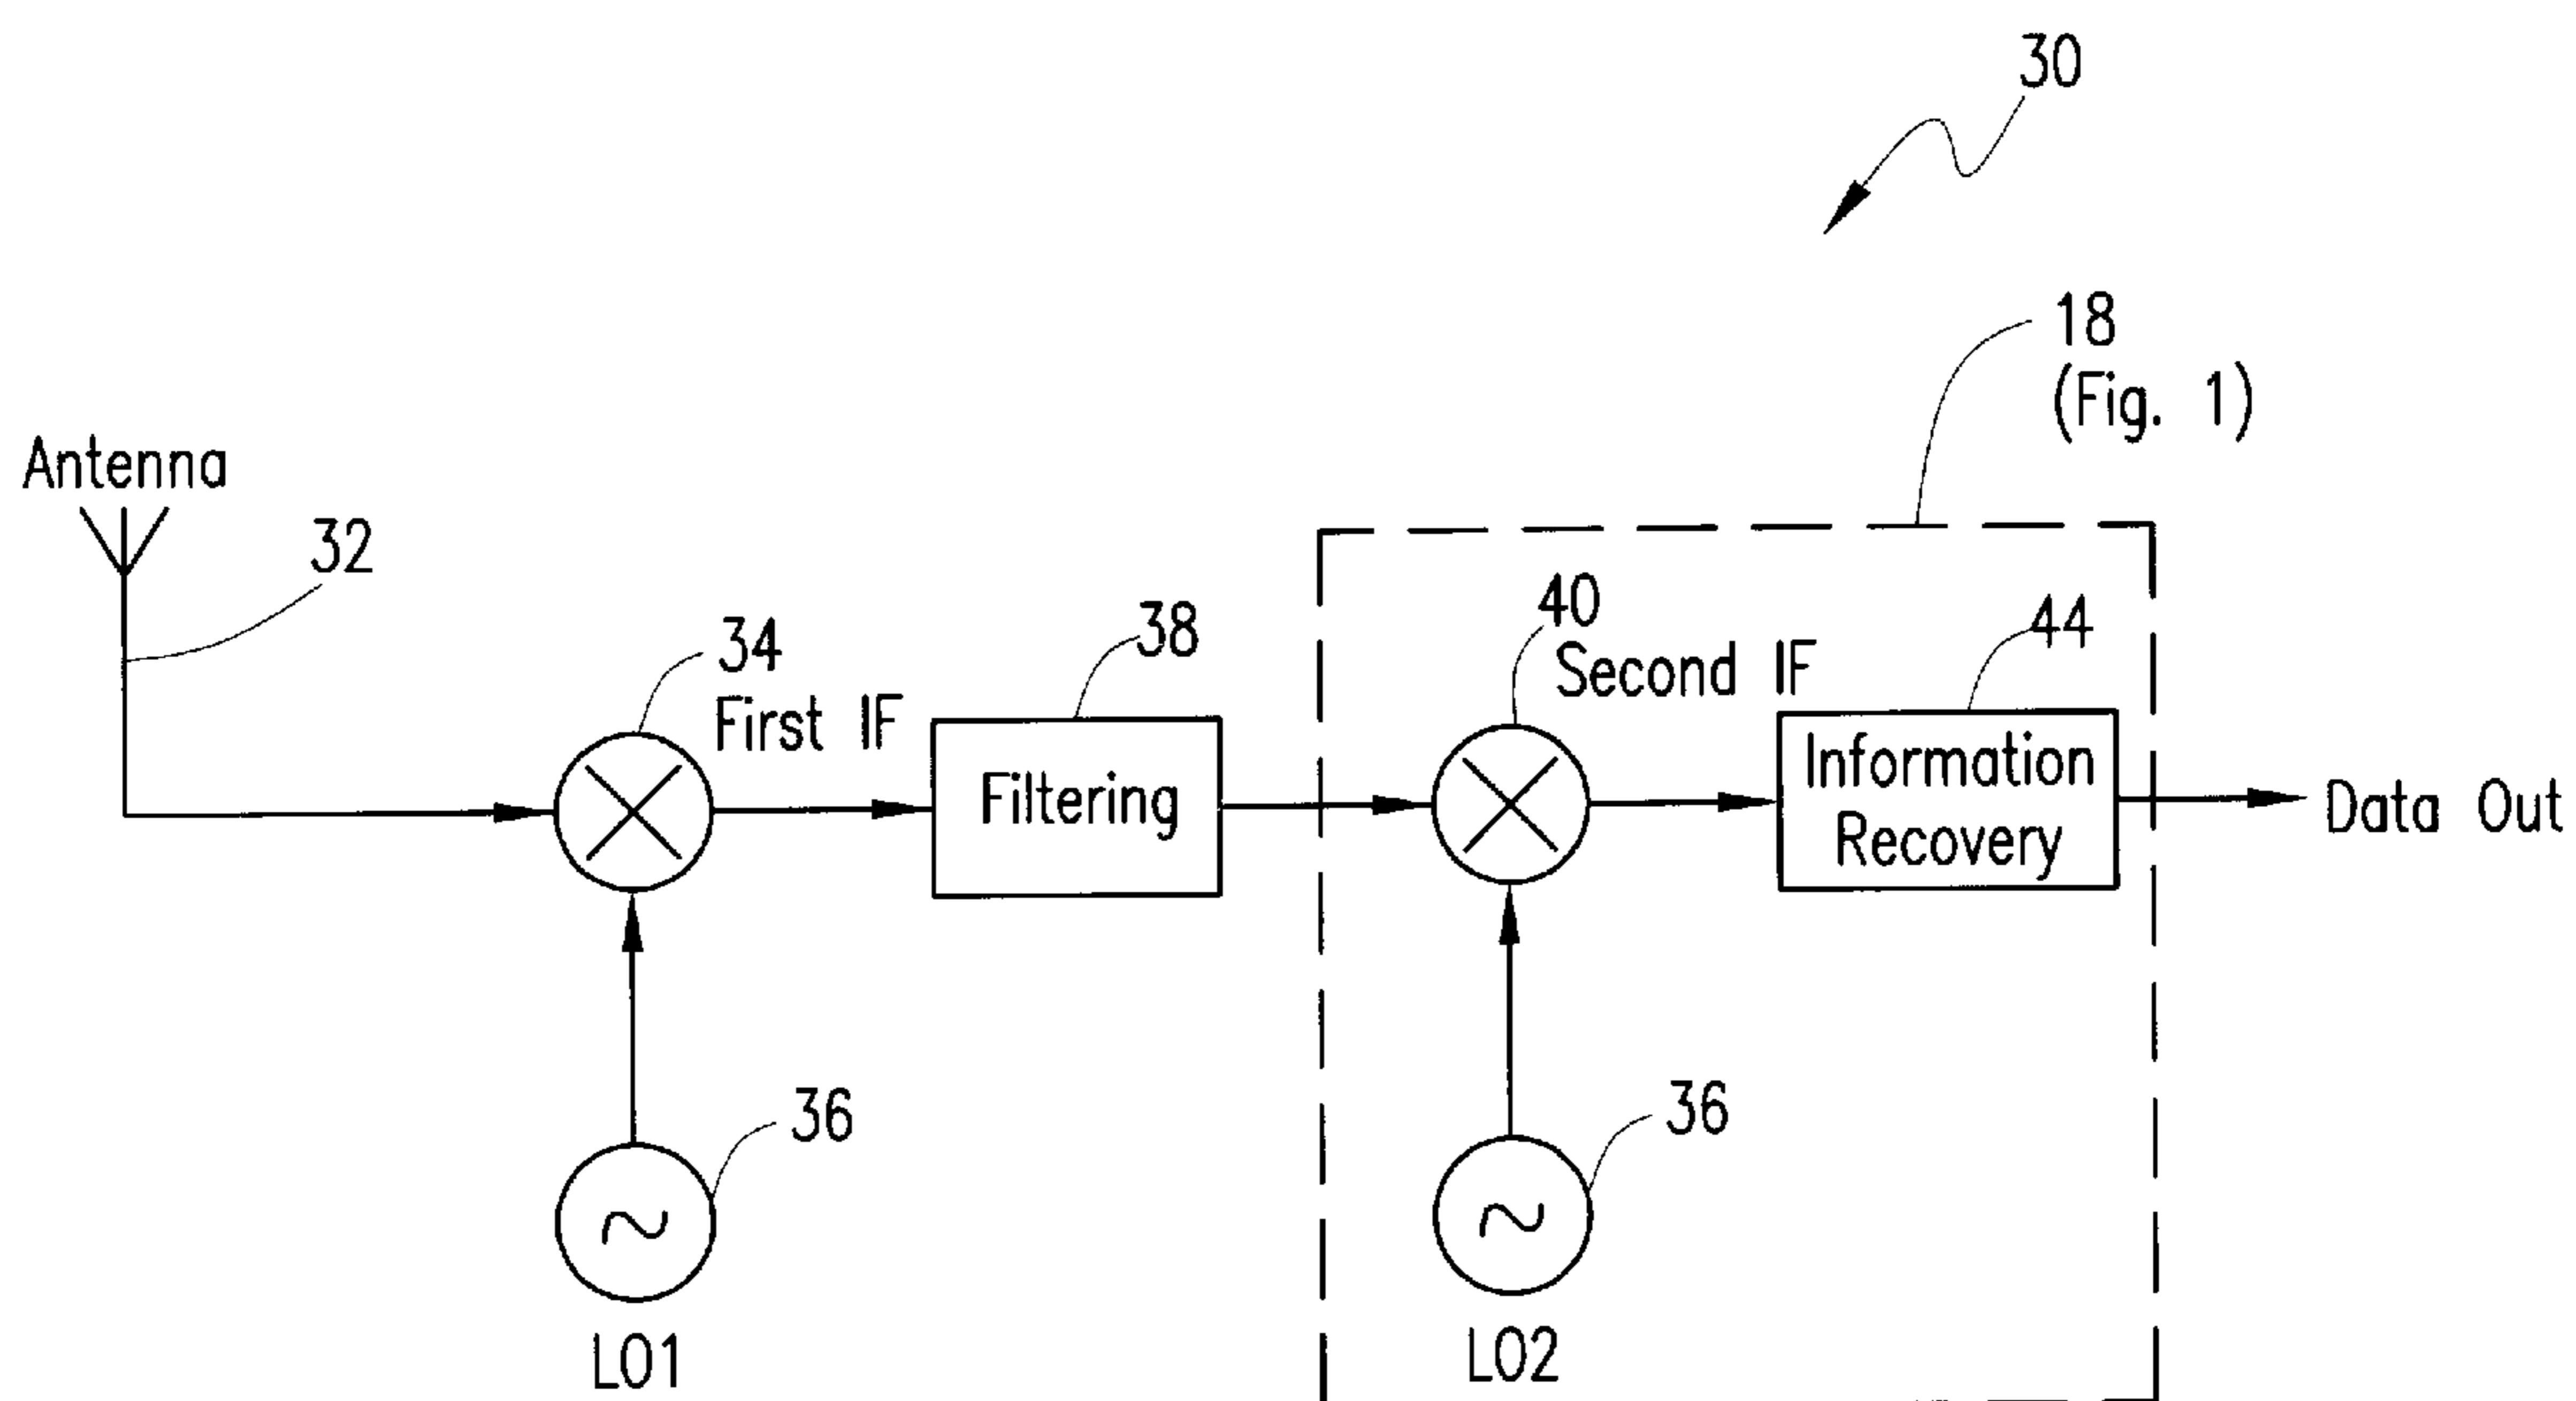 30
18
(Fig. 1)
Antenna
32
34
First IF
38
Filtering
40
Second IF
44
Information
Recovery
Data Out
36
LO1
36
LO2